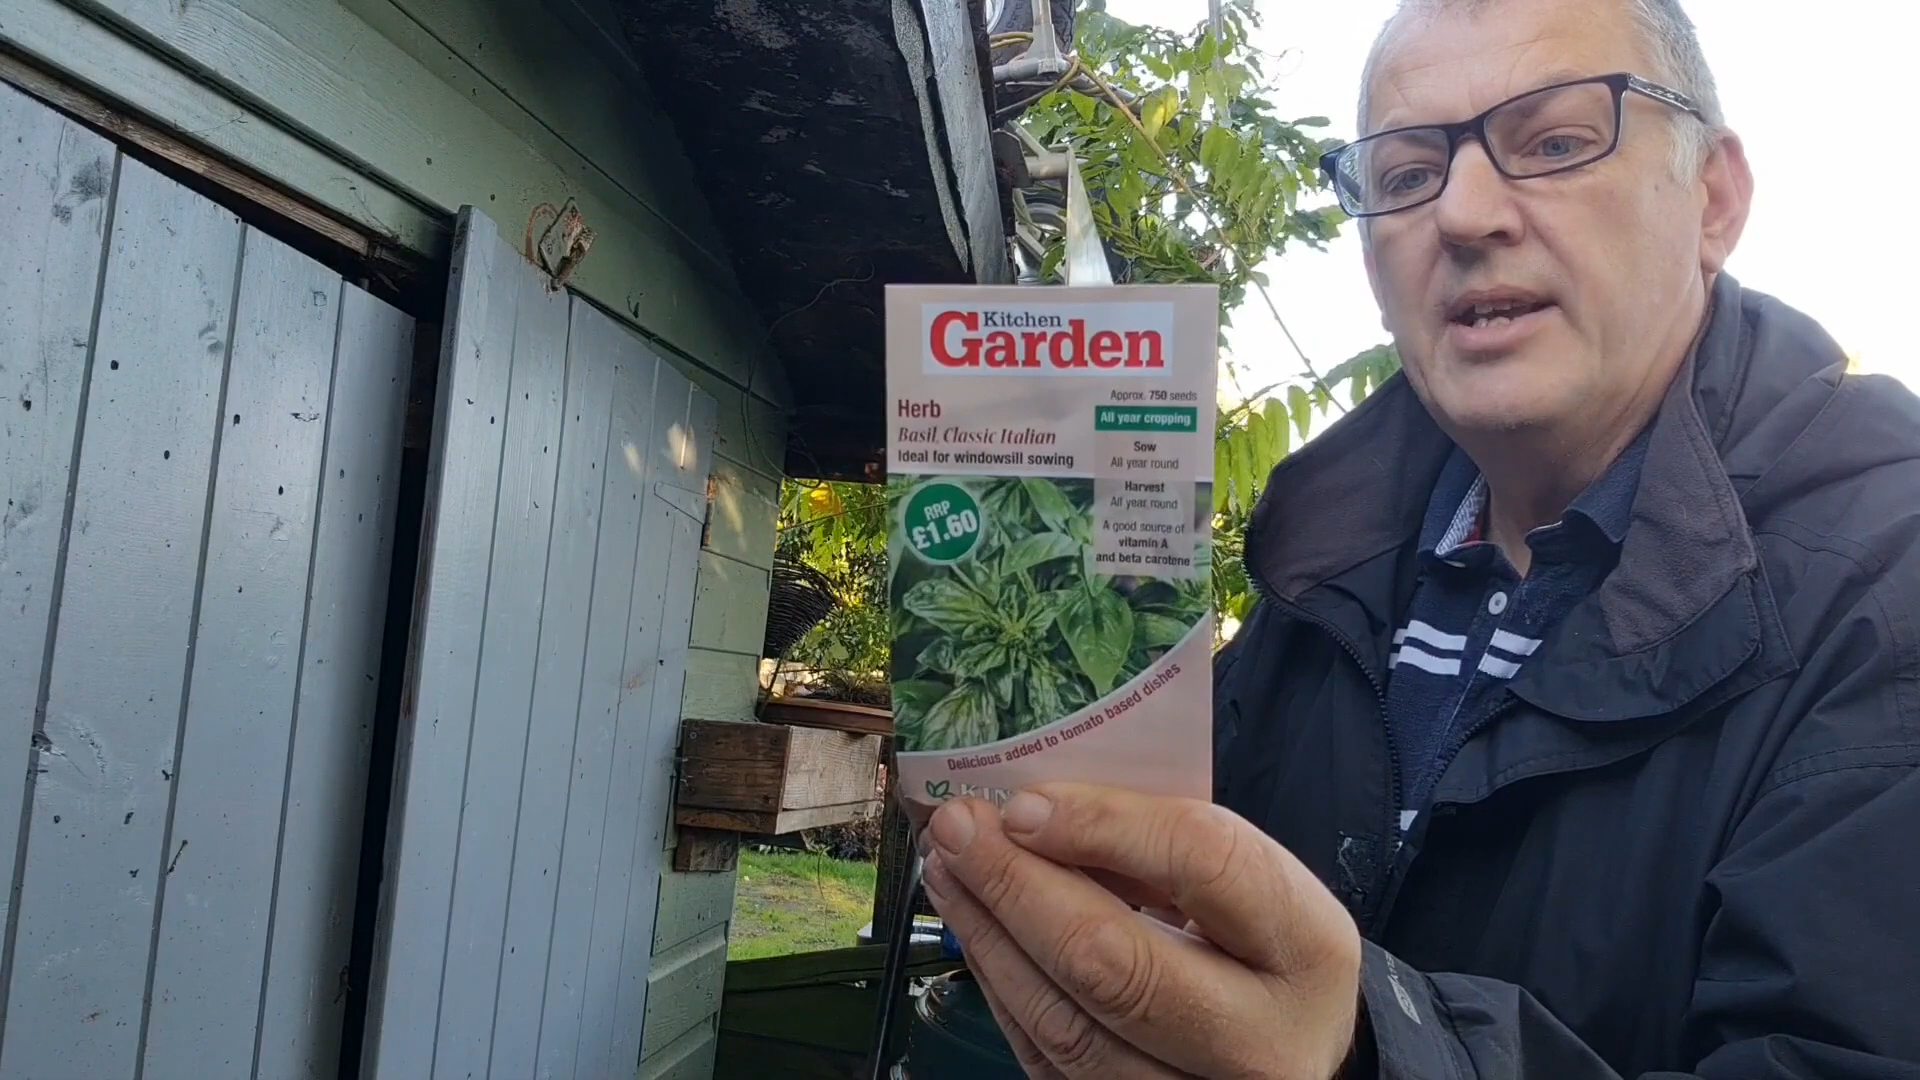 Kitchen
Garden
Approx. 750 seeds
Herb
Basil, Classic Italian
Ideal for windowsill sowing
All year cropping
Sow
All year round
Harvest
All year round
A good source of
vitamin A
and beta carotene
RRP
£1.60
Delicious added to tomato based dishes